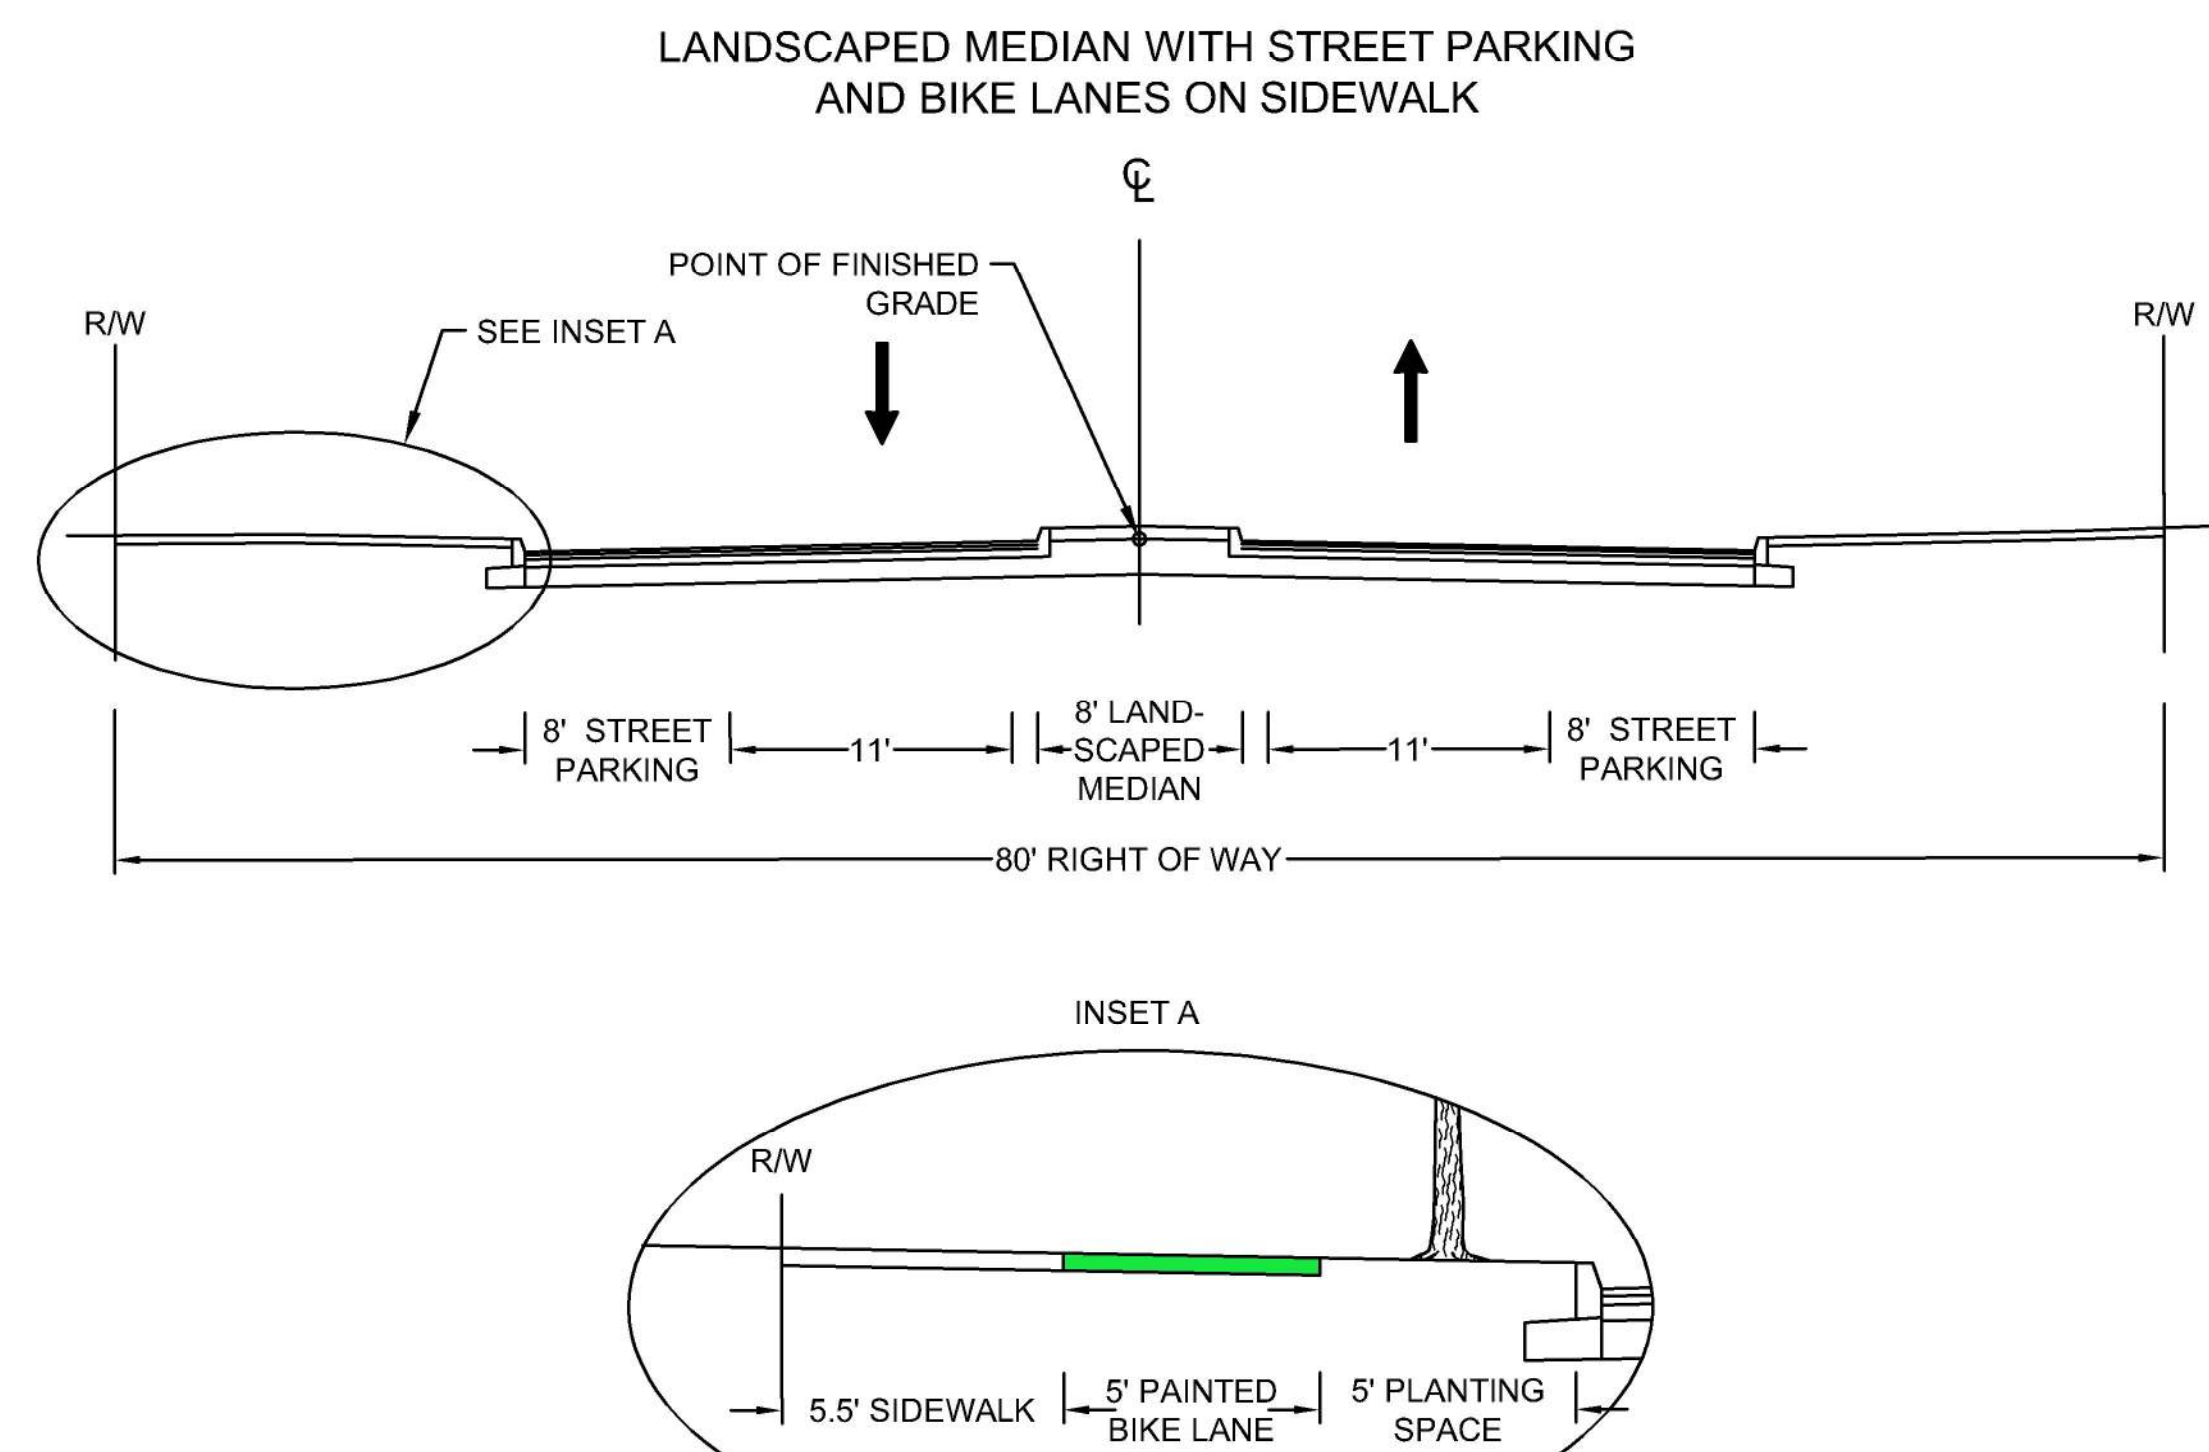 LANDSCAPED MEDIAN WITH STREET PARKING
AND BIKE LANES ON SIDEWALK
℄
POINT OF FINISHED
GRADE
R/W
SEE INSET A
R/W
8' STREET
PARKING
11'
8' LAND-
SCAPED
MEDIAN
11'
8' STREET
PARKING
80' RIGHT OF WAY
INSET A
R/W
5.5' SIDEWALK
5' PAINTED
BIKE LANE
5' PLANTING
SPACE